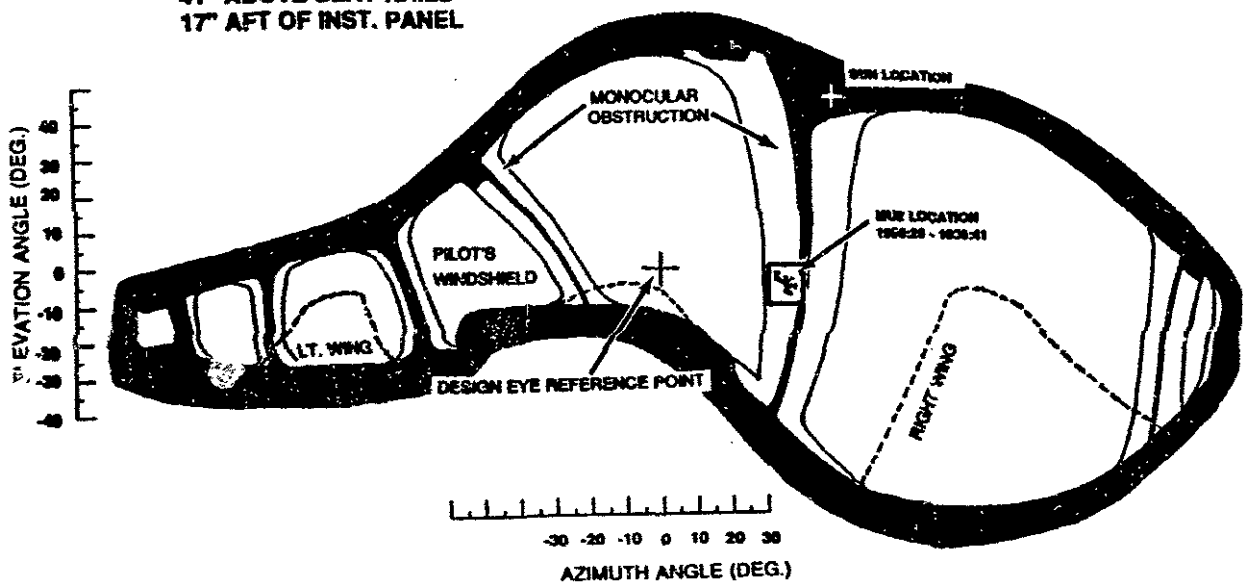 17" AFT OF INST. PANEL
SUN LOCATION
MONOCULAR
OBSTRUCTION
PILOT'S
WINDSHIELD
LT. WING
DESIGN EYE REFERENCE POINT
LOCATION
RIGHT WING
ANGLE (DEG.)
40
30
20
10
0
-10
-20
-30
-40
-30 -20 -10 0 10 20 30
AZIMUTH ANGLE (DEG.)